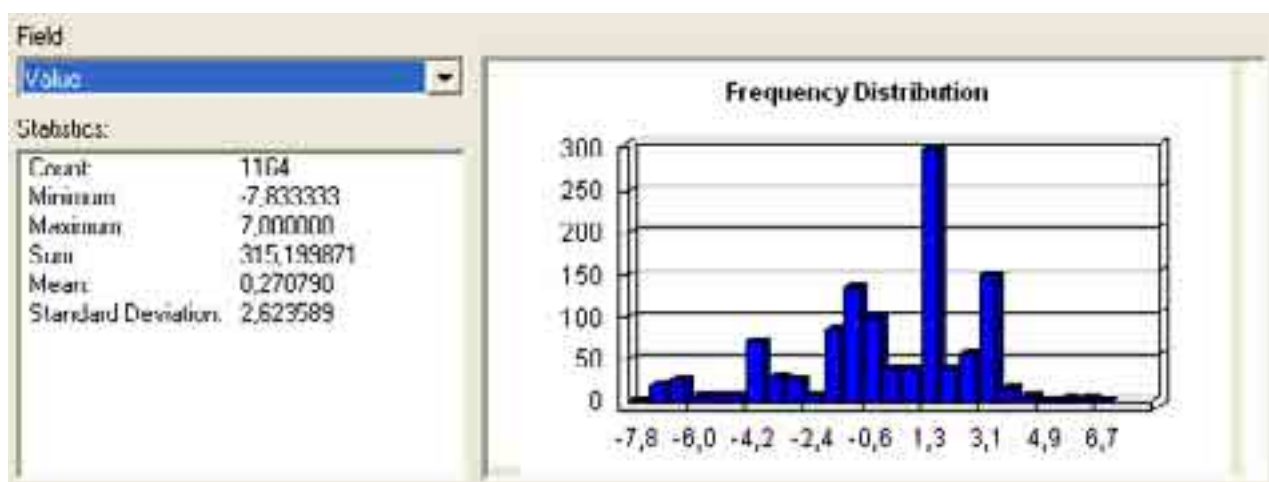 Field
Value
Statistics:
Count: 1164
Minimum: -7,833333
Maximum: 7,000000
Sum: 315,199871
Mean: 0,270790
Standard Deviation: 2,623589
Frequency Distribution
300
250
200
150
100
50
0
-7,8 -6,0 -4,2 -2,4 -0,6 1,3 3,1 4,9 6,7